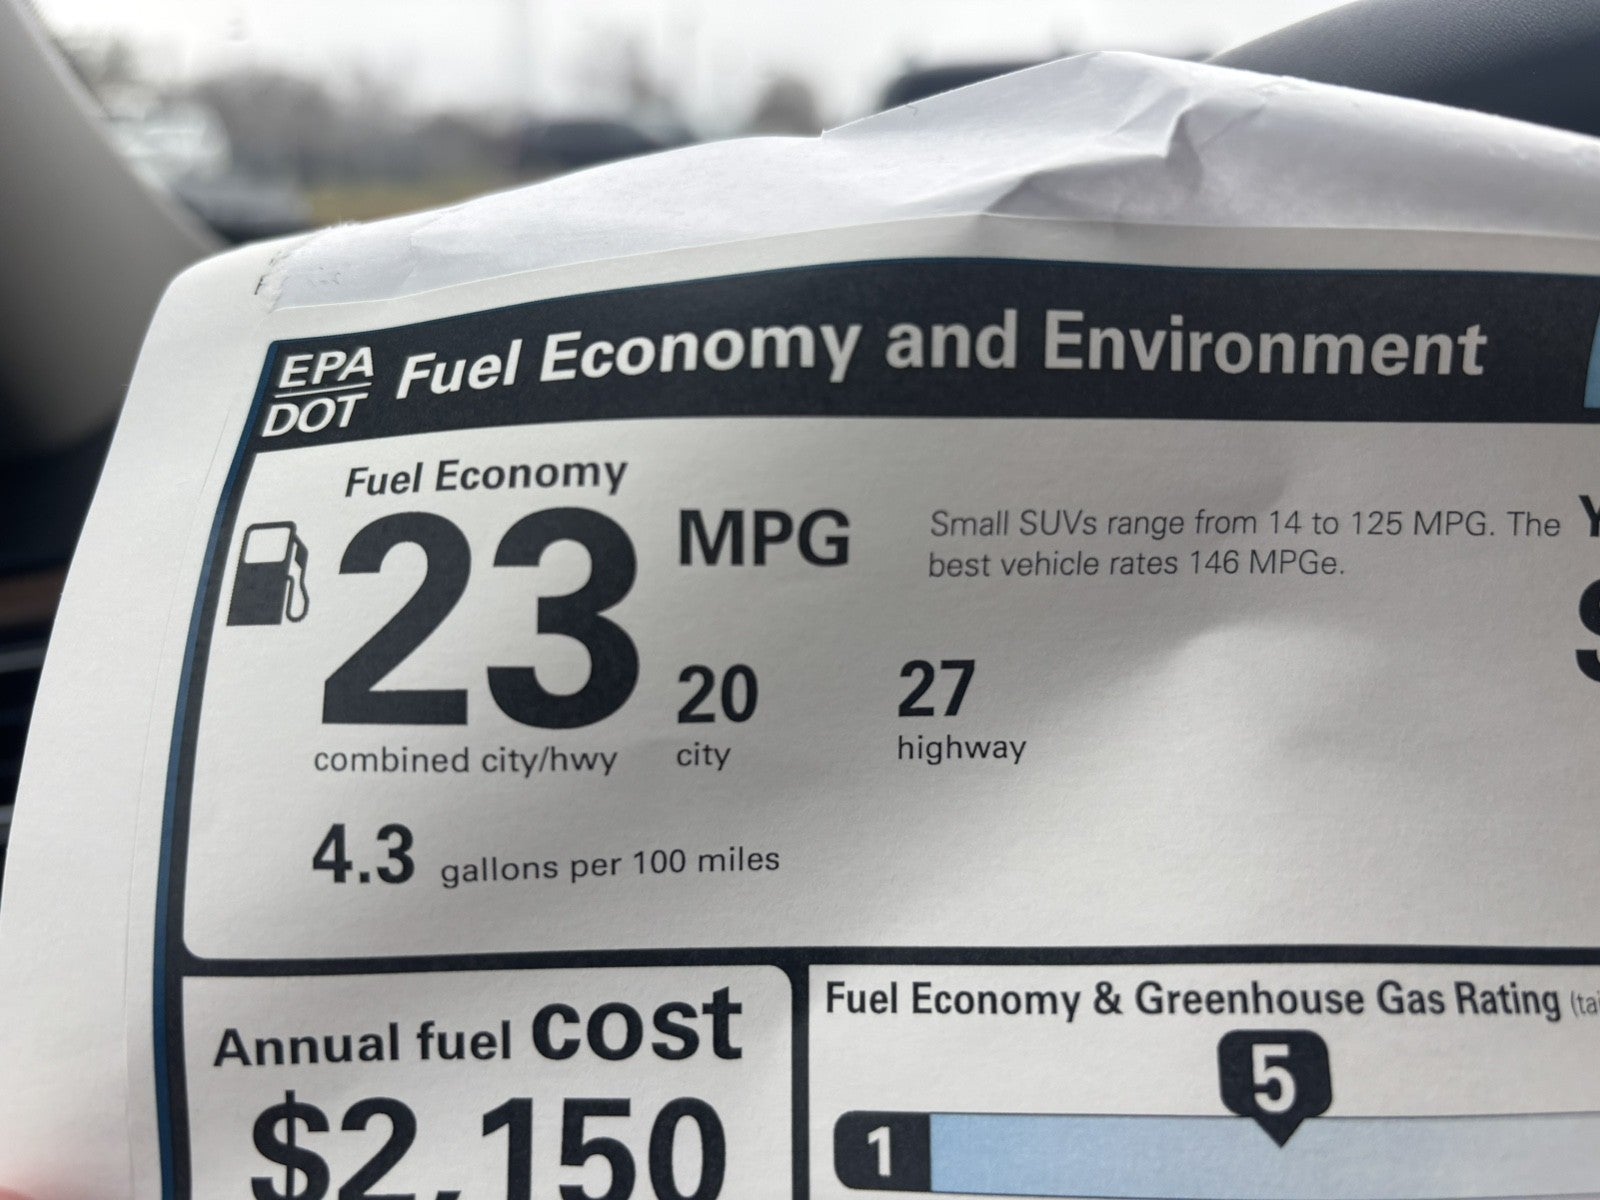 EPA
DOT
Fuel Economy and Environment
Fuel Economy
23 MPG
combined city/hwy
20
city
27
highway
Small SUVs range from 14 to 125 MPG. The
best vehicle rates 146 MPGe.
4.3 gallons per 100 miles
Annual fuel cost
$2,150
Fuel Economy & Greenhouse Gas Rating
5
1